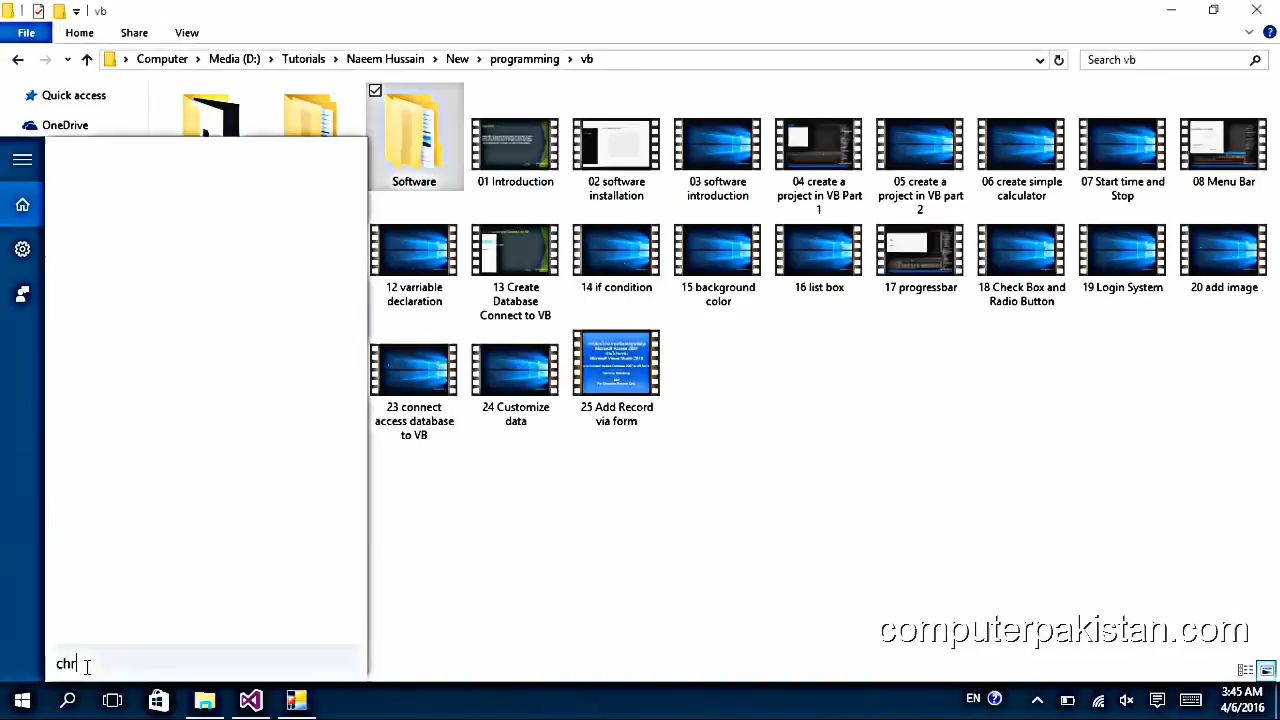 vb
File
Home
Share
View
Computer
Media (D:)
Tutorials
Naeem Hussain
New
programming
vb
Search vb
Quick access
OneDrive
Software
01 Introduction
02 software
installation
03 software
introduction
04 create a
project in VB Part
1
05 create a
project in VB part
2
06 create simple
calculator
07 Start time and
Stop
08 Menu Bar
12 varriable
declaration
13 Create
Database
Connect to VB
14 if condition
15 background
color
16 list box
17 progressbar
18 Check Box and
Radio Button
19 Login System
20 add image
23 connect
access database
to VB
24 Customize
data
25 Add Record
via form
computerpakistan.com
chr
EN
3:45 AM
4/6/2016